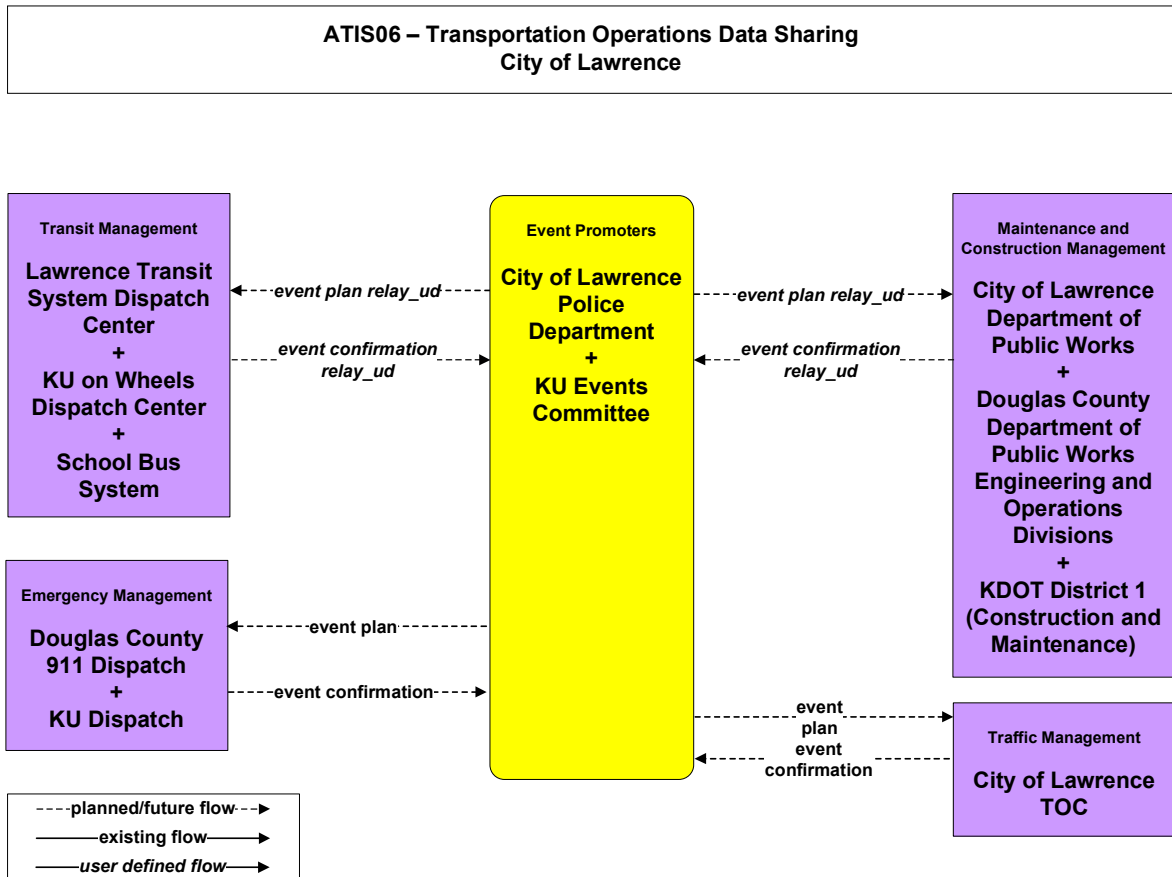 ATIS06 – Transportation Operations Data Sharing
City of Lawrence
Transit Management
Lawrence Transit
System Dispatch
Center
+
KU on Wheels
Dispatch Center
+
School Bus
System
event plan relay_ud
event confirmation
relay_ud
Event Promoters
City of Lawrence
Police
Department
+
KU Events
Committee
event plan relay_ud
event confirmation
relay_ud
Maintenance and
Construction Management
City of Lawrence
Department of
Public Works
+
Douglas County
Department of
Public Works
Engineering and
Operations
Divisions
+
KDOT District 1
(Construction and
Maintenance)
Emergency Management
Douglas County
911 Dispatch
+
KU Dispatch
event plan
event confirmation
event
plan
event
confirmation
Traffic Management
City of Lawrence
TOC
planned/future flow
existing flow
user defined flow